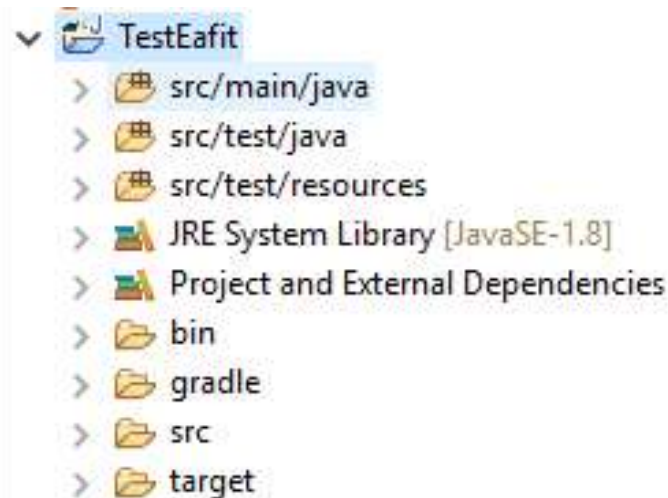 TestEafit
src/main/java
src/test/java
src/test/resources
JRE System Library [JavaSE-1.8]
Project and External Dependencies
bin
gradle
src
target